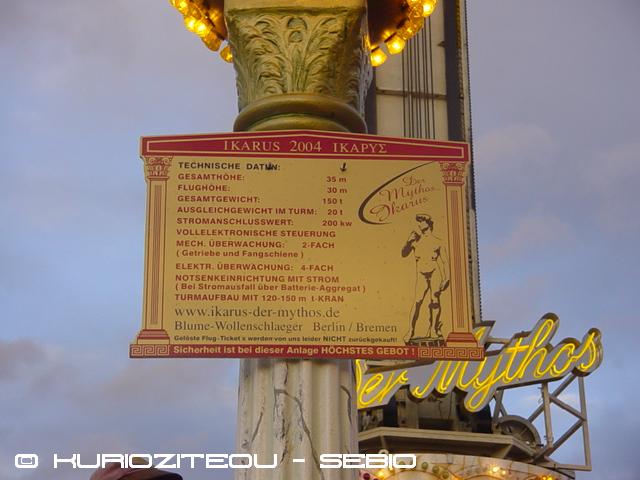 IKARUS 2004 ΙΚΑΡΥΣ
TECHNISCHE DATEN:
GESAMTHÖHE: 35 m
FLUGHÖHE: 30 m
GESAMTGEWICHT: 150 t
AUSGLEICHGEWICHT IM TURM: 20 t
STROMANSCHLUSSWERT: 200 kw
VOLLELEKTRONISCHE STEUERUNG
MECH. ÜBERWACHUNG: 2-FACH
( Getriebe und Fangschiene )
ELEKTR. ÜBERWACHUNG: 4-FACH
NOTSENKEINRICHTUNG MIT STROM
( Bei Stromausfall über Batterie-Aggregat )
TURMAUFBAU MIT 120-150 m t-KRAN
Der
Mythos
Ikarus
www.ikarus-der-mythos.de
Blume-Wollenschlaeger Berlin / Bremen
Gelöste Flug-Ticket's werden von uns leider NICHT zurückgekauft!
Sicherheit ist bei dieser Anlage HÖCHSTES GEBOT !
Der Mythos
© KURIOZITEOU - SEBIO